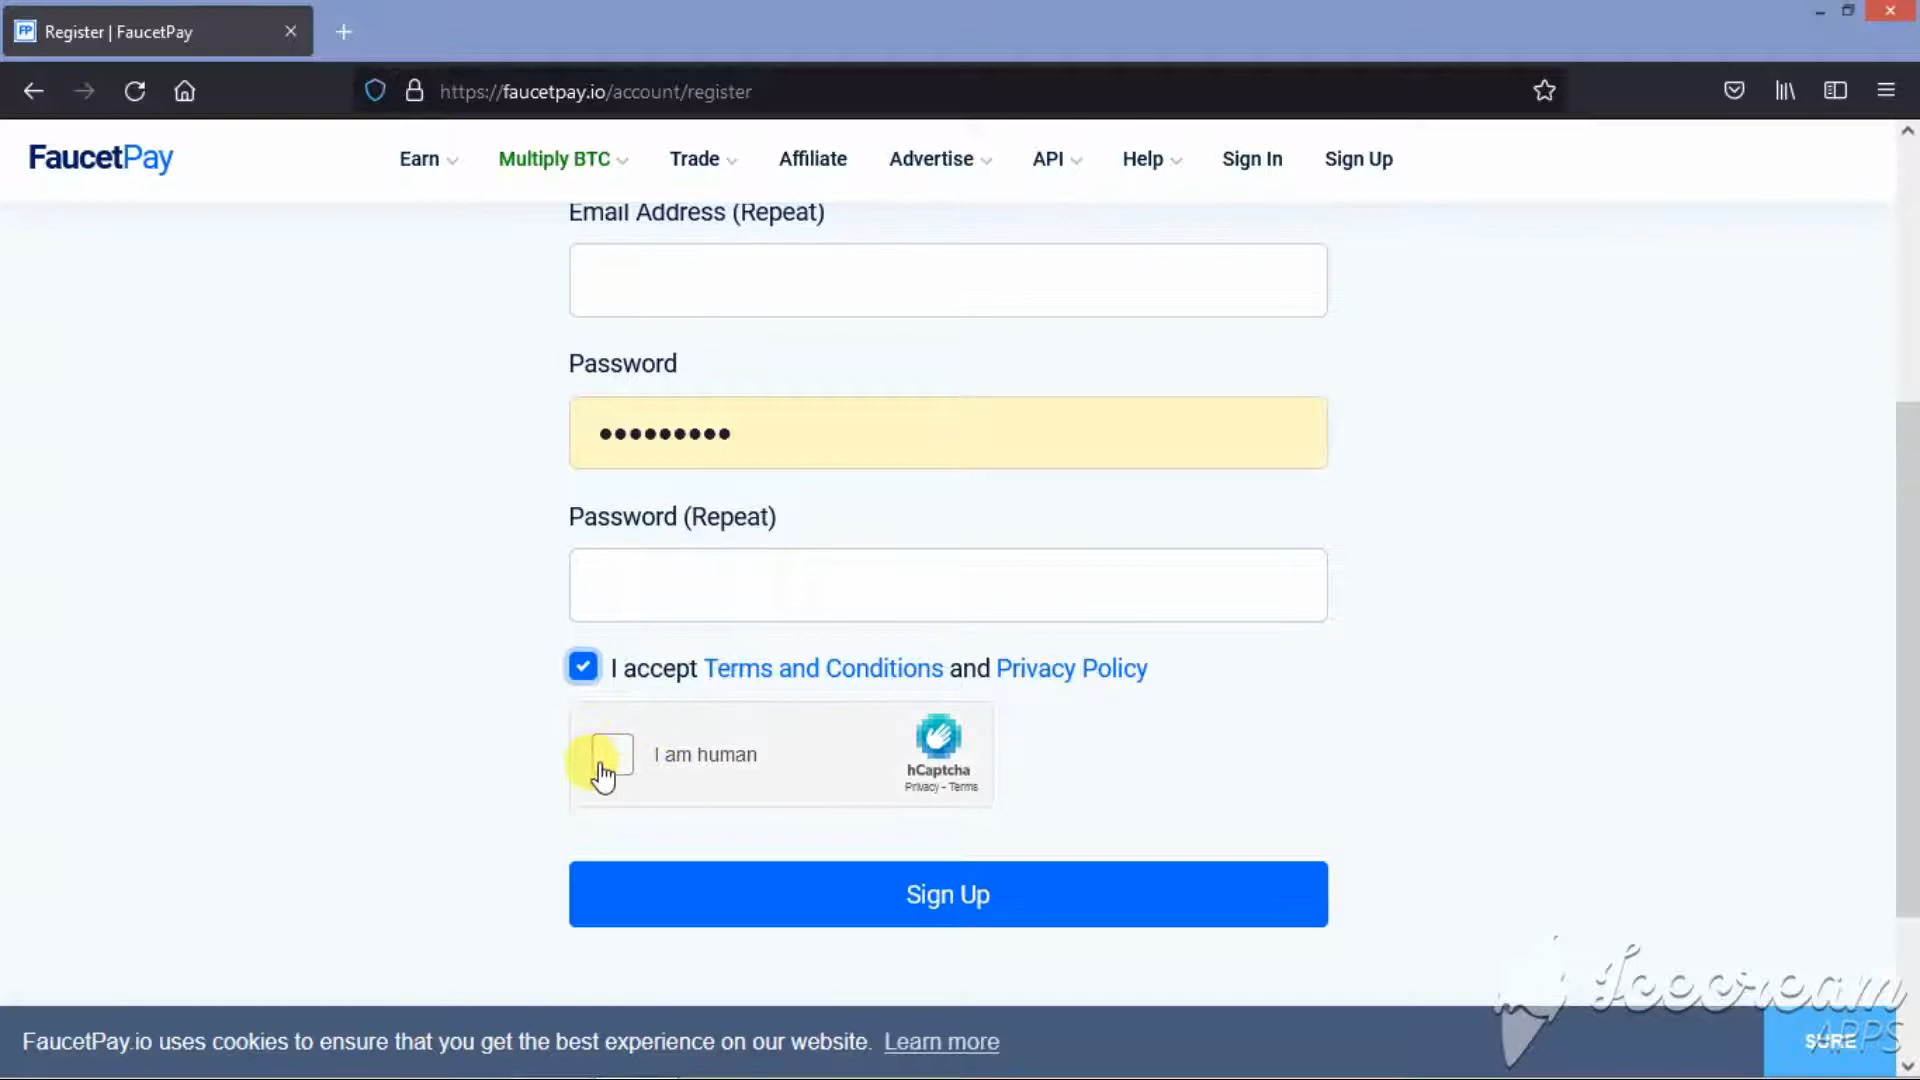 Register | FaucetPay
https://faucetpay.io/account/register
FaucetPay
Earn
Multiply BTC
Trade
Affiliate
Advertise
API
Help
Sign In
Sign Up
Email Address (Repeat)
Password
Password (Repeat)
I accept Terms and Conditions and Privacy Policy
I am human
hCaptcha
Privacy - Terms
Sign Up
FaucetPay.io uses cookies to ensure that you get the best experience on our website. Learn more
SURE
Icecream
APPS